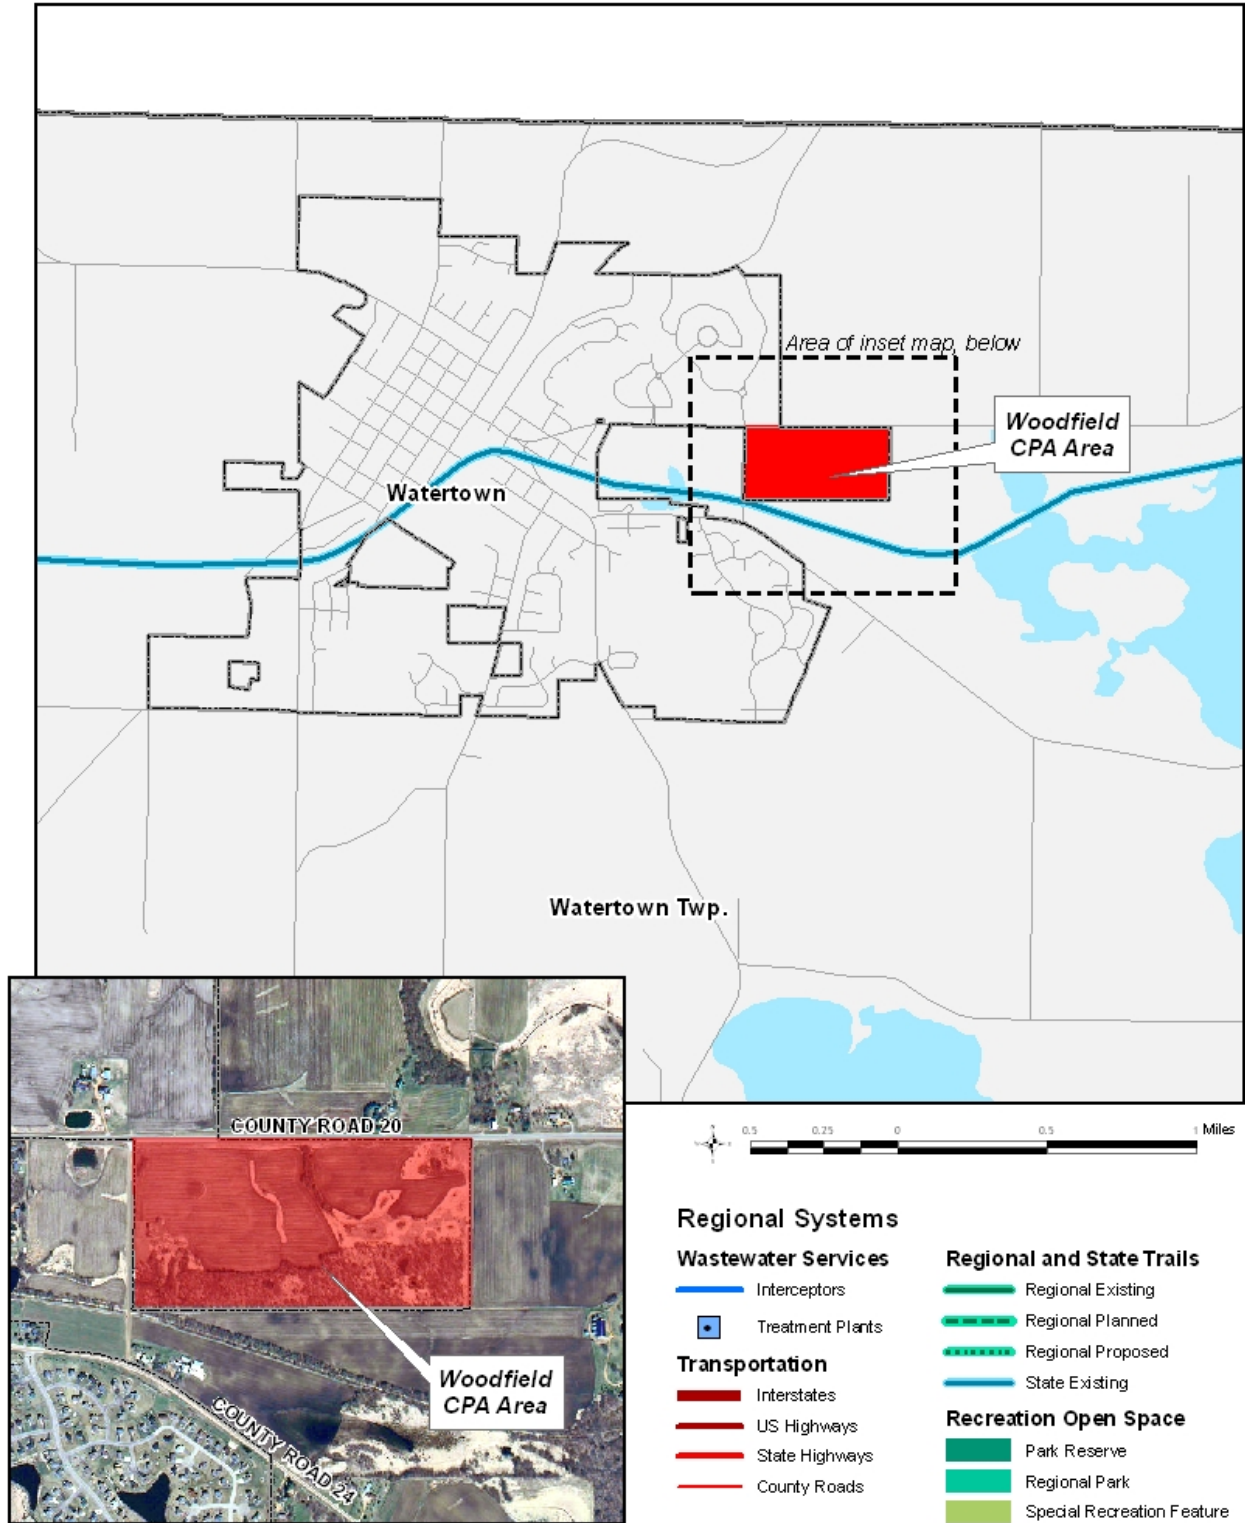 Area of inset map, below
Woodfield
CPA Area
Watertown
Watertown Twp.
COUNTY ROAD 20
Woodfield
CPA Area
COUNTY ROAD 24
0.5 0.25 0 0.5 1 Miles
Regional Systems
Wastewater Services
Interceptors
Treatment Plants
Transportation
Interstates
US Highways
State Highways
County Roads
Regional and State Trails
Regional Existing
Regional Planned
Regional Proposed
State Existing
Recreation Open Space
Park Reserve
Regional Park
Special Recreation Feature